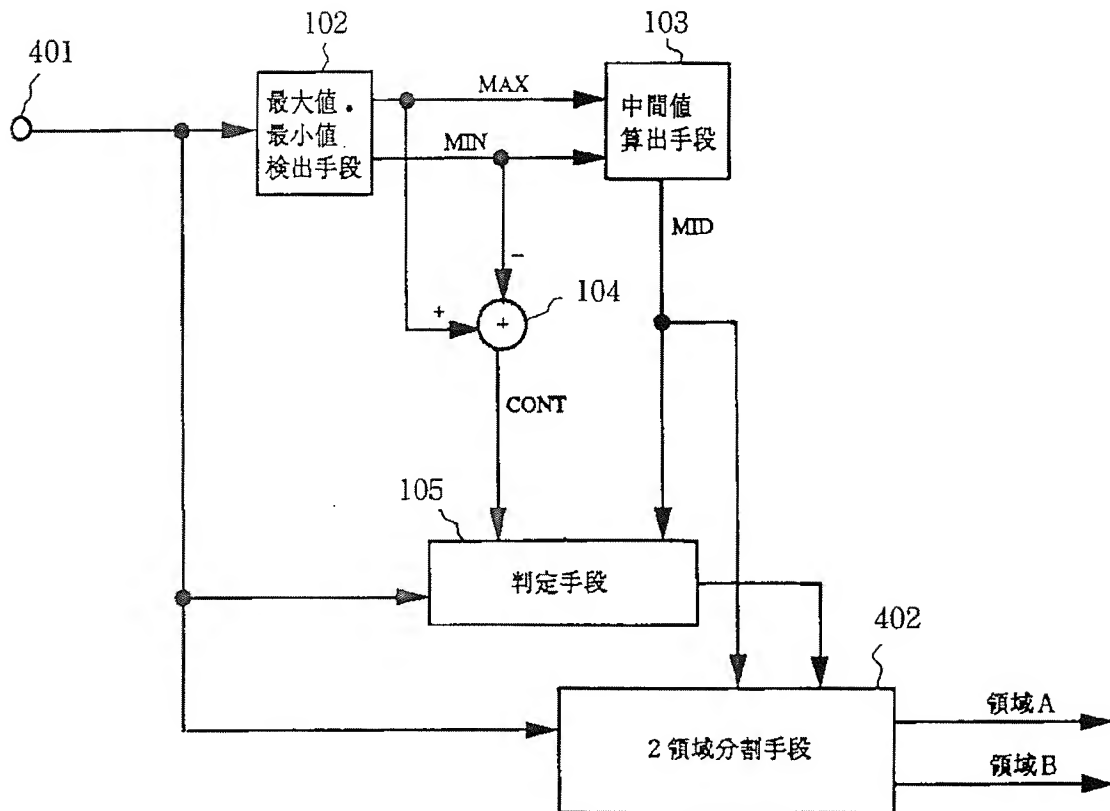 401
102
103
最大値・
最小値
検出手段
MAX
MIN
中間値
算出手段
MID
−
+
+
104
CONT
105
判定手段
402
2領域分割手段
領域A
領域B